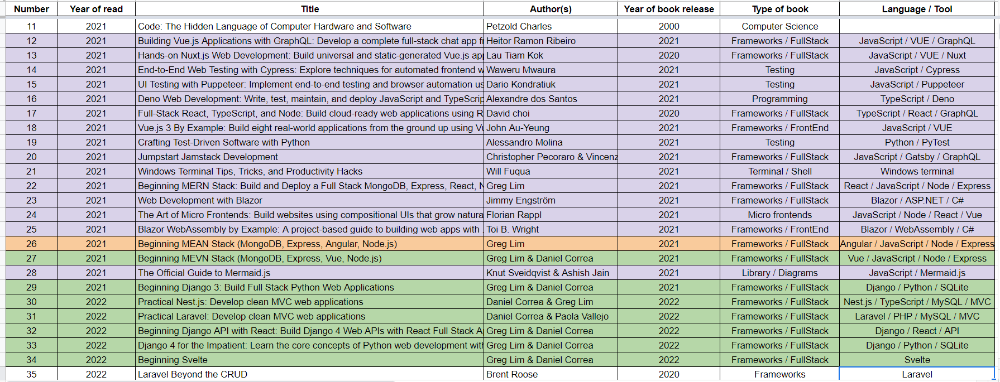 Number Year of read Title Author(s) Year of book release Type of book Language / Tool
11 2021 Code: The Hidden Language of Computer Hardware and Software Petzold Charles 2000 Computer Science
12 2021 Building Vue.js Applications with GraphQL: Develop a complete full-stack chat app Heitor Ramon Ribeiro 2021 Frameworks / FullStack JavaScript / VUE / GraphQL
13 2021 Hands-on Nuxt.js Web Development: Build universal and static-generated Vue.js Lau Tiam Kok 2020 Frameworks / FullStack JavaScript / VUE / Nuxt
14 2021 End-to-End Web Testing with Cypress: Explore techniques for automated frontend Waweru Mwaura 2021 Testing JavaScript / Cypress
15 2021 UI Testing with Puppeteer: Implement end-to-end testing and browser automation Dario Kondratiuk 2021 Testing JavaScript / Puppeteer
16 2021 Deno Web Development: Write, test, maintain, and deploy JavaScript and TypeScrip Alexandre dos Santos 2021 Programming TypeScript / Deno
17 2021 Full-Stack React, TypeScript, and Node: Build cloud-ready web applications using R David choi 2020 Frameworks / FullStack TypeScript / React / GraphQL
18 2021 Vue.js 3 By Example: Build eight real-world applications from the ground up using John Au-Yeung 2021 Frameworks / FrontEnd JavaScript / VUE
19 2021 Crafting Test-Driven Software with Python Alessandro Molina 2021 Testing Python / PyTest
20 2021 Jumpstart Jamstack Development Christopher Pecoraro & Vincenz 2021 Frameworks / FullStack JavaScript / Gatsby / GraphQL
21 2021 Windows Terminal Tips, Tricks, and Productivity Hacks Will Fuqua 2021 Terminal / Shell Windows terminal
22 2021 Beginning MERN Stack: Build and Deploy a Full Stack MongoDB, Express, React, Greg Lim 2021 Frameworks / FullStack React / JavaScript / Node / Express
23 2021 Web Development with Blazor Jimmy Engström 2021 Frameworks / FullStack Blazor / ASP.NET / C#
24 2021 The Art of Micro Frontends: Build websites using compositional UIs that grow natura Florian Rappl 2021 Micro frontends JavaScript / Node / React / Vue
25 2021 Blazor WebAssembly by Example: A project-based guide to building web apps with Toi B. Wright 2021 Frameworks / FrontEnd Blazor / WebAssembly / C#
26 2021 Beginning MEAN Stack (MongoDB, Express, Angular, Node.js) Greg Lim 2021 Frameworks / FullStack Angular / JavaScript / Node / Express
27 2021 Beginning MEVN Stack (MongoDB, Express, Vue, Node.js) Greg Lim & Daniel Correa 2021 Frameworks / FullStack Vue / JavaScript / Node / Express
28 2021 The Official Guide to Mermaid.js Knut Sveidqvist & Ashish Jain 2021 Library / Diagrams JavaScript / Mermaid.js
29 2021 Beginning Django 3: Build Full Stack Python Web Applications Greg Lim & Daniel Correa 2021 Frameworks / FullStack Django / Python / SQLite
30 2022 Practical Nest.js: Develop clean MVC web applications Daniel Correa & Greg Lim 2022 Frameworks / FullStack Nest.js / TypeScript / MySQL / MVC
31 2022 Practical Laravel: Develop clean MVC web applications Daniel Correa & Paola Vallejo 2022 Frameworks / FullStack Laravel / PHP / MySQL / MVC
32 2022 Beginning Django API with React: Build Django 4 Web APIs with React Full Stack Greg Lim & Daniel Correa 2022 Frameworks / FullStack Django / React / API
33 2022 Django 4 for the Impatient: Learn the core concepts of Python web development with Greg Lim & Daniel Correa 2022 Frameworks / FullStack Django / Python / SQLite
34 2022 Beginning Svelte Greg Lim & Daniel Correa 2022 Frameworks / FullStack Svelte
35 2022 Laravel Beyond the CRUD Brent Roose 2020 Frameworks Laravel